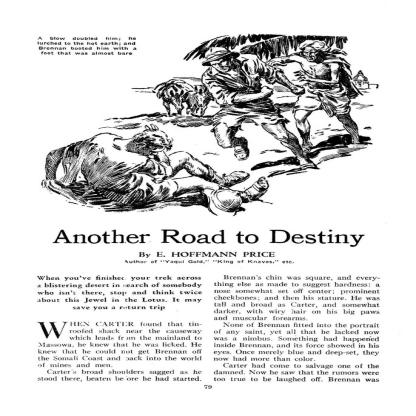 A blow doubled him; he
lurched to the hot earth; and
Brennan booted him with a
foot that was almost bare
Another Road to Destiny
By E. HOFFMANN PRICE
Author of "Yaqui Gold," "King of Knaves," etc.
When you've finished your trek across
a blistering desert in search of somebody
who isn't there, stop and think twice
about this Jewel in the Lotus. It may
save you a return trip
WHEN CARTER found that tin-
roofed shack near the causeway
which leads from the mainland to
Massowa, he knew that he was licked. He
knew that he could not get Brennan off
the Somali Coast and back into the world
of mines and men.
Carter's broad shoulders sagged as he
stood there, beaten before he had started.
Brennan's chin was square, and every-
thing else as made to suggest hardness: a
nose somewhat set off center; prominent
cheekbones; and then his stature. He was
tall and broad as Carter, and somewhat
darker, with wiry hair on his big paws
and muscular forearms.
None of Brennan fitted into the portrait
of any saint, yet all that he lacked now
was a nimbus. Something had happened
inside Brennan, and its force showed in his
eyes. Once merely blue and deep-set, they
now had more than color.
Carter had come to salvage one of the
damned. Now he saw that the rumors were
too true to be laughed off. Brennan was
79